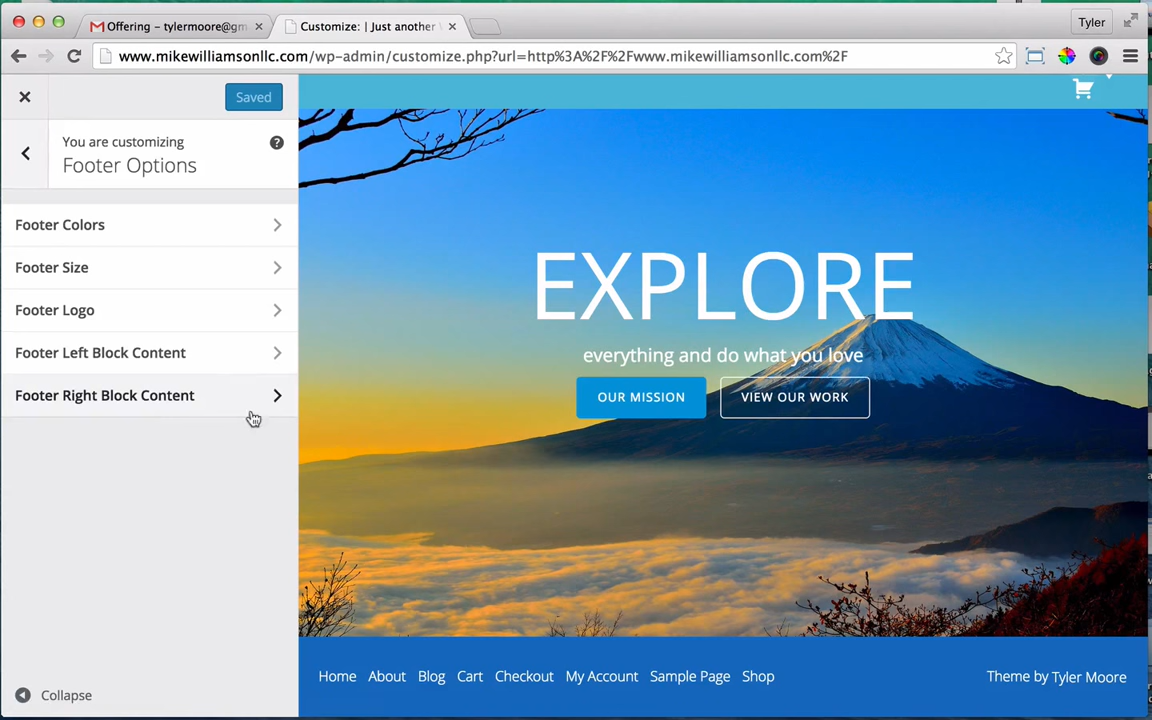 Offering – tylermoore@gm
Customize: | Just another
Tyler
www.mikewilliamsonllc.com/wp-admin/customize.php?url=http%3A%2F%2Fwww.mikewilliamsonllc.com%2F
Saved
You are customizing
?
Footer Options
Footer Colors
Footer Size
Footer Logo
Footer Left Block Content
Footer Right Block Content
Collapse
EXPLORE
everything and do what you love
OUR MISSION
VIEW OUR WORK
Home About Blog Cart Checkout My Account Sample Page Shop
Theme by Tyler Moore